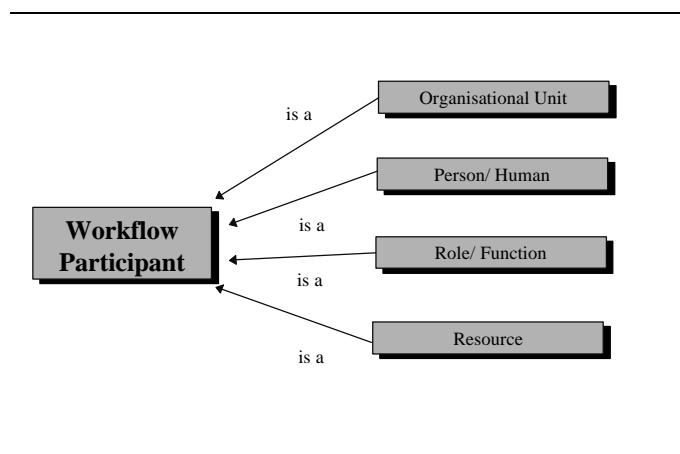 Organisational Unit
is a
Person/ Human
Workflow
Participant
is a
Role/ Function
is a
Resource
is a